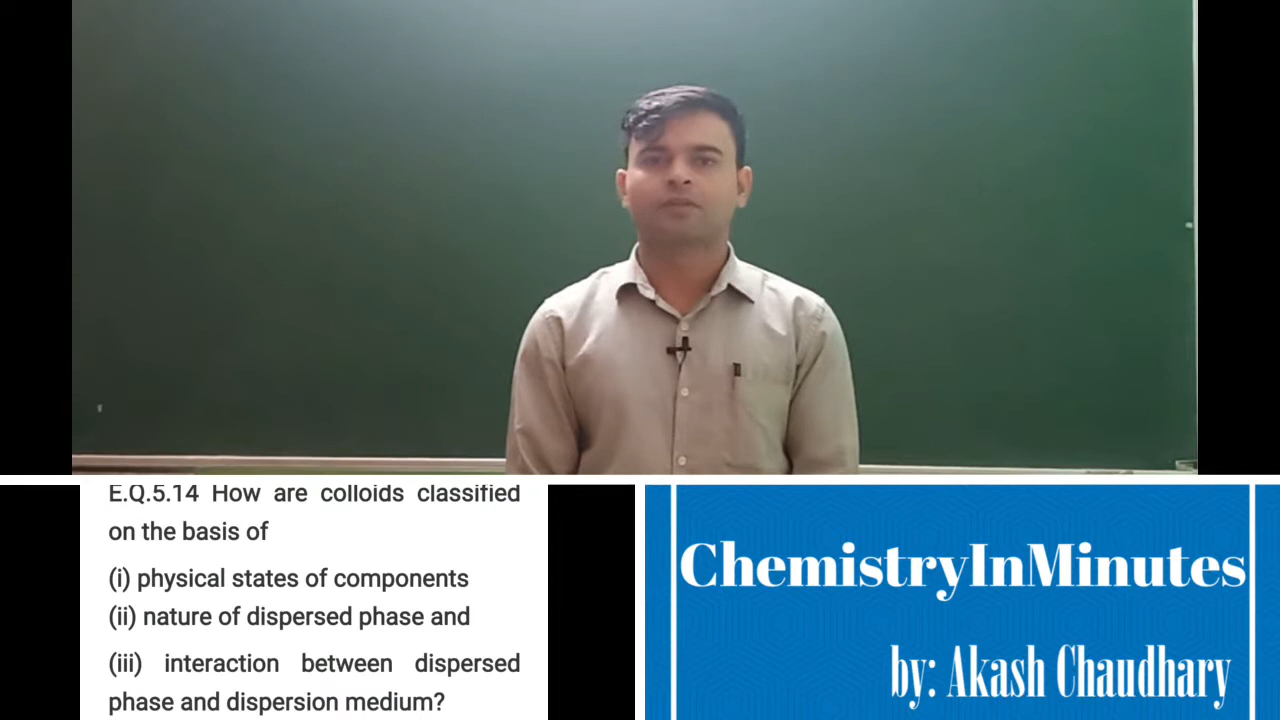 E.Q.5.14 How are colloids classified
on the basis of
(i) physical states of components
(ii) nature of dispersed phase and
(iii) interaction between dispersed
phase and dispersion medium?
ChemistryInMinutes
by: Akash Chaudhary